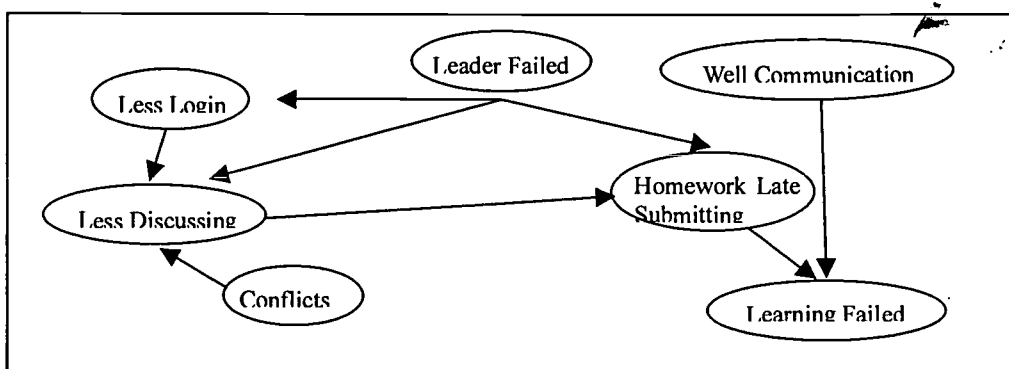 Leader Failed
Well Communication
Less Login
Homework Late
Submitting
Less Discussing
Conflicts
Learning Failed